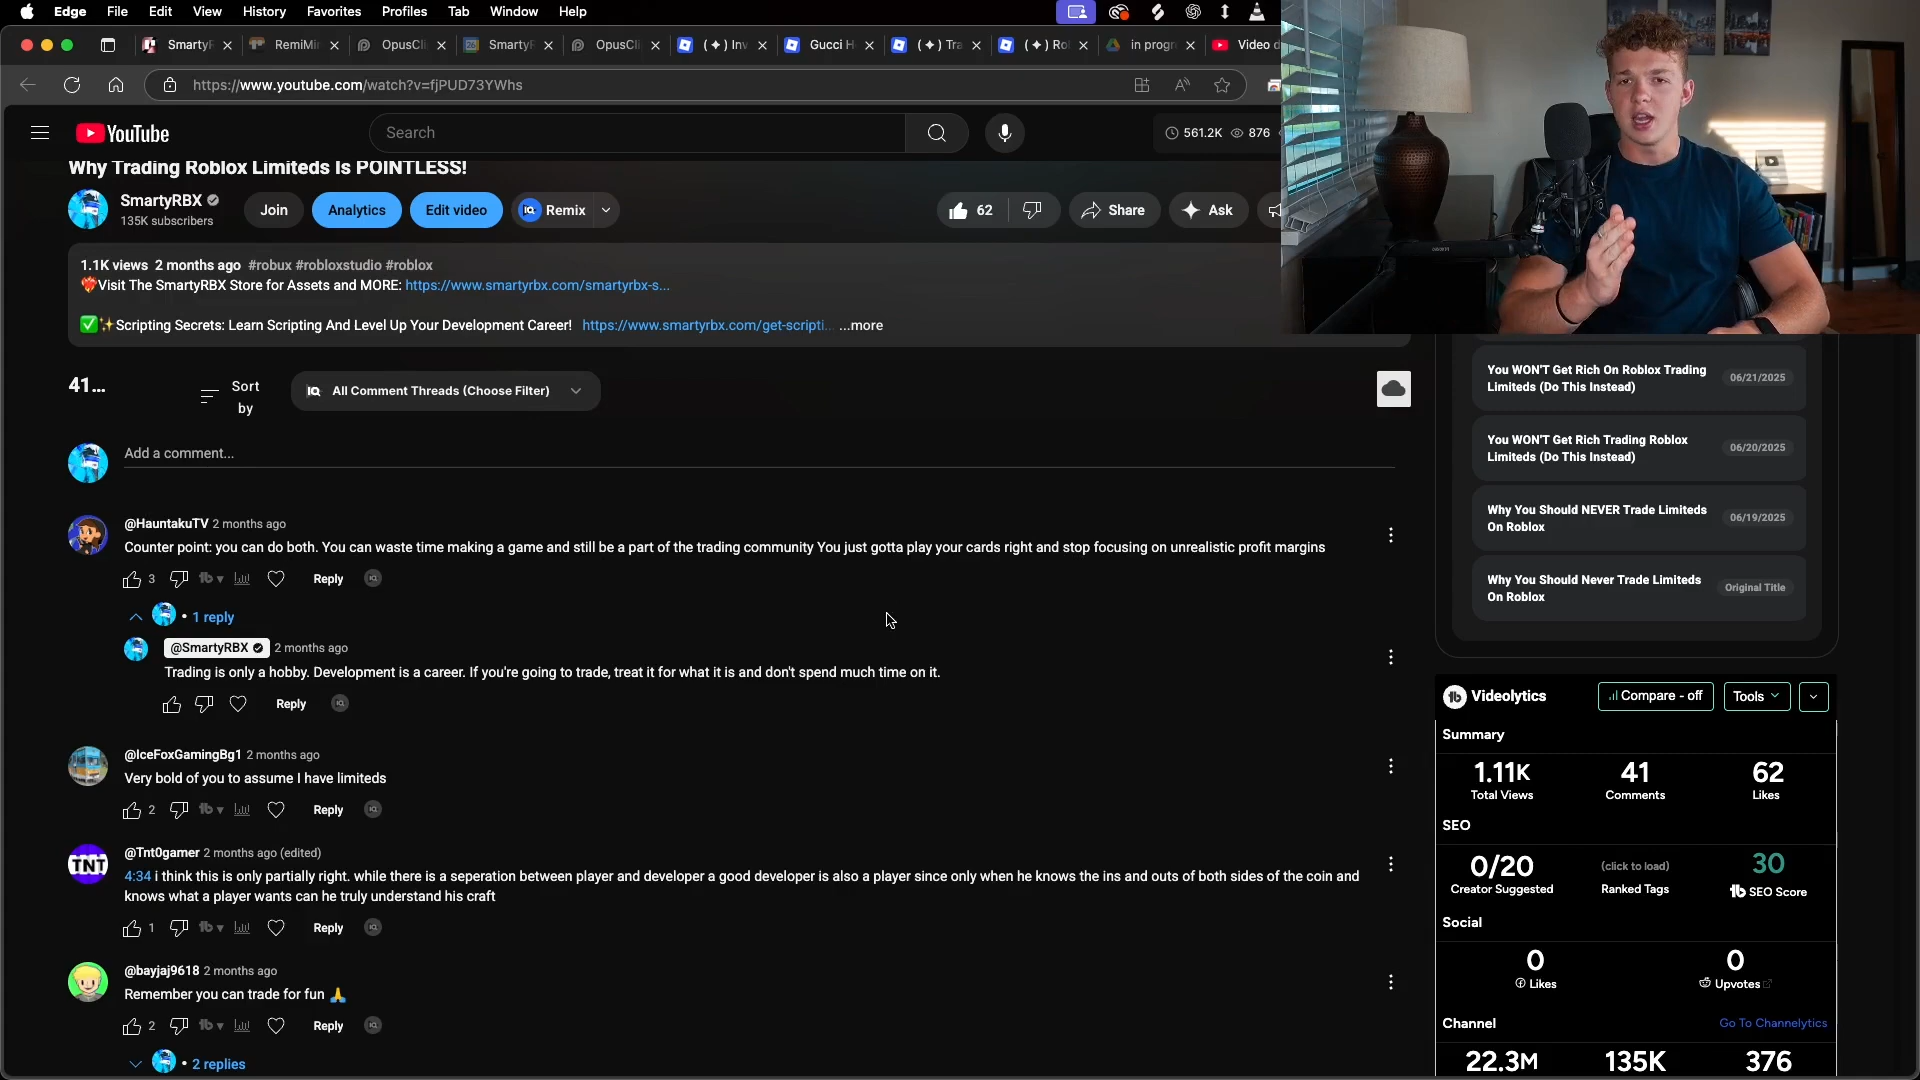 Edge File Edit View History Favorites Profiles Tab Window Help
SmartyR RemiMi OpusCli SmartyR OpusCli (✦) Inv Gucci H (✦) Tra (✦) Ro in progr Video d
https://www.youtube.com/watch?v=fjPUD73YWhs
YouTube Search 561.2K 876
Why Trading Roblox Limiteds Is POINTLESS!
SmartyRBX
135K subscribers
Join Analytics Edit video Remix 62 Share Ask
1.1K views 2 months ago #robux #robloxstudio #roblox
❤️‍🔥Visit The SmartyRBX Store for Assets and MORE: https://www.smartyrbx.com/smartyrbx-s...
✅✨Scripting Secrets: Learn Scripting And Level Up Your Development Career! https://www.smartyrbx.com/get-scripti... ...more
41...
Sort by
All Comment Threads (Choose Filter)
Add a comment...
@HauntakuTV 2 months ago
Counter point: you can do both. You can waste time making a game and still be a part of the trading community You just gotta play your cards right and stop focusing on unrealistic profit margins
3 Reply
• 1 reply
@SmartyRBX 2 months ago
Trading is only a hobby. Development is a career. If you're going to trade, treat it for what it is and don't spend much time on it.
Reply
@IceFoxGamingBg1 2 months ago
Very bold of you to assume I have limiteds
2 Reply
TNT
@Tnt0gamer 2 months ago (edited)
4:34 i think this is only partially right. while there is a seperation between player and developer a good developer is also a player since only when he knows the ins and outs of both sides of the coin and
knows what a player wants can he truly understand his craft
1 Reply
@bayjaj9618 2 months ago
Remember you can trade for fun 🙏
2 Reply
• 2 replies
You WON'T Get Rich On Roblox Trading
Limiteds (Do This Instead)
06/21/2025
You WON'T Get Rich Trading Roblox
Limiteds (Do This Instead)
06/20/2025
Why You Should NEVER Trade Limiteds
On Roblox
06/19/2025
Why You Should Never Trade Limiteds
On Roblox
Original Title
Videolytics Compare - off Tools
Summary
1.11K 41 62
Total Views Comments Likes
SEO
0/20 (click to load) 30
Creator Suggested Ranked Tags SEO Score
Social
0 0
Likes Upvotes
Channel Go To Channelytics
22.3M 135K 376